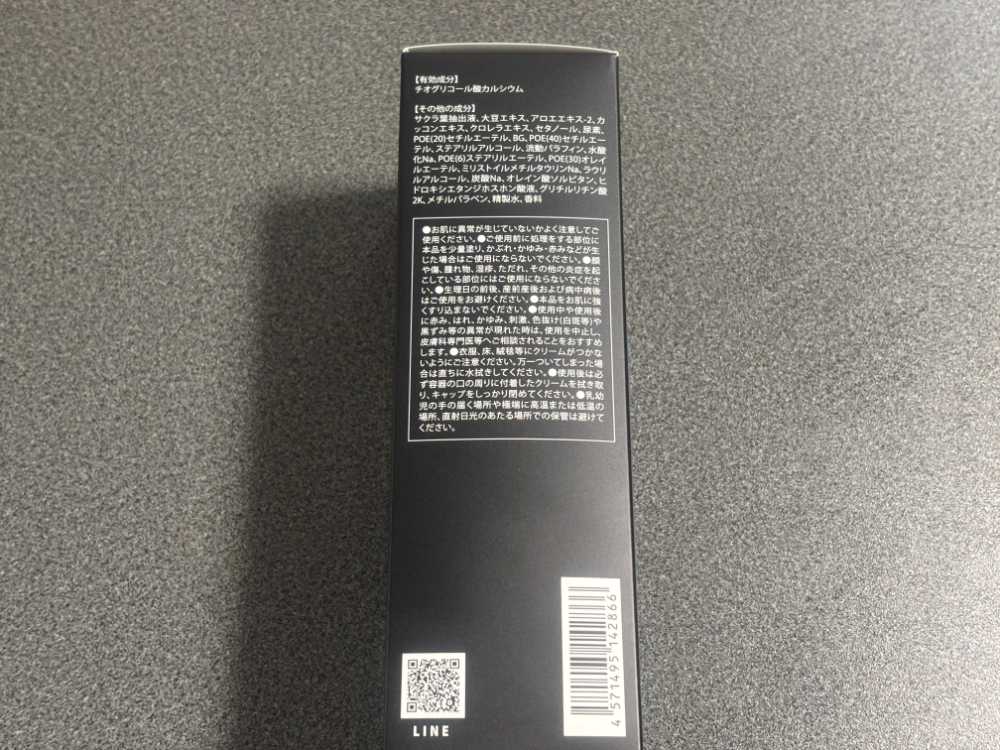 【有効成分】
チオグリコール酸カルシウム
【その他の成分】
サクラ葉抽出液、大豆エキス、アロエエキス-2、カ
ッコンエキス、クロレラエキス、セタノール、尿素、
POE(20)セチルエーテル、BG、POE(40)セチルエー
テル、ステアリルアルコール、流動パラフィン、水酸
化Na、POE(6)ステアリルエーテル、POE(30)オレイ
ルエーテル、ミリストイルメチルタウリンNa、ラウリ
ルアルコール、炭酸Na、オレイン酸ソルビタン、ヒ
ドロキシエタンジホスホン酸液、グリチルリチン酸
2K、メチルパラベン、精製水、香料
●お肌に異常が生じていないかよく注意してご
使用ください。●ご使用前に処理をする部位に
本品を少量塗り、かぶれ・かゆみ・赤みなどが生
じた場合はご使用にならないでください。●顔
や傷、腫れ物、湿疹、ただれ、その他の炎症を起
こしている部位にはご使用にならないでくださ
い。●生理日の前後、産前産後および病中病後
はご使用をお避けください。●本品をお肌に強
くすり込まないでください。●使用中や使用後
に赤み、はれ、かゆみ、刺激、色抜け(白斑等)や
黒ずみ等の異常が現れた時は、使用を中止し、
皮膚科専門医等へご相談されることをおすすめ
します。●衣服、床、絨毯等にクリームがつかな
いようにご注意ください。万一ついてしまった場
合は直ちに水拭きしてください。●使用後は必
ず容器の口の周りに付着したクリームを拭き取
り、キャップをしっかり閉めてください。●乳幼
児の手の届く場所や極端に高温または低温の
場所、直射日光のあたる場所での保管は避けて
ください。
4571495142866
LINE